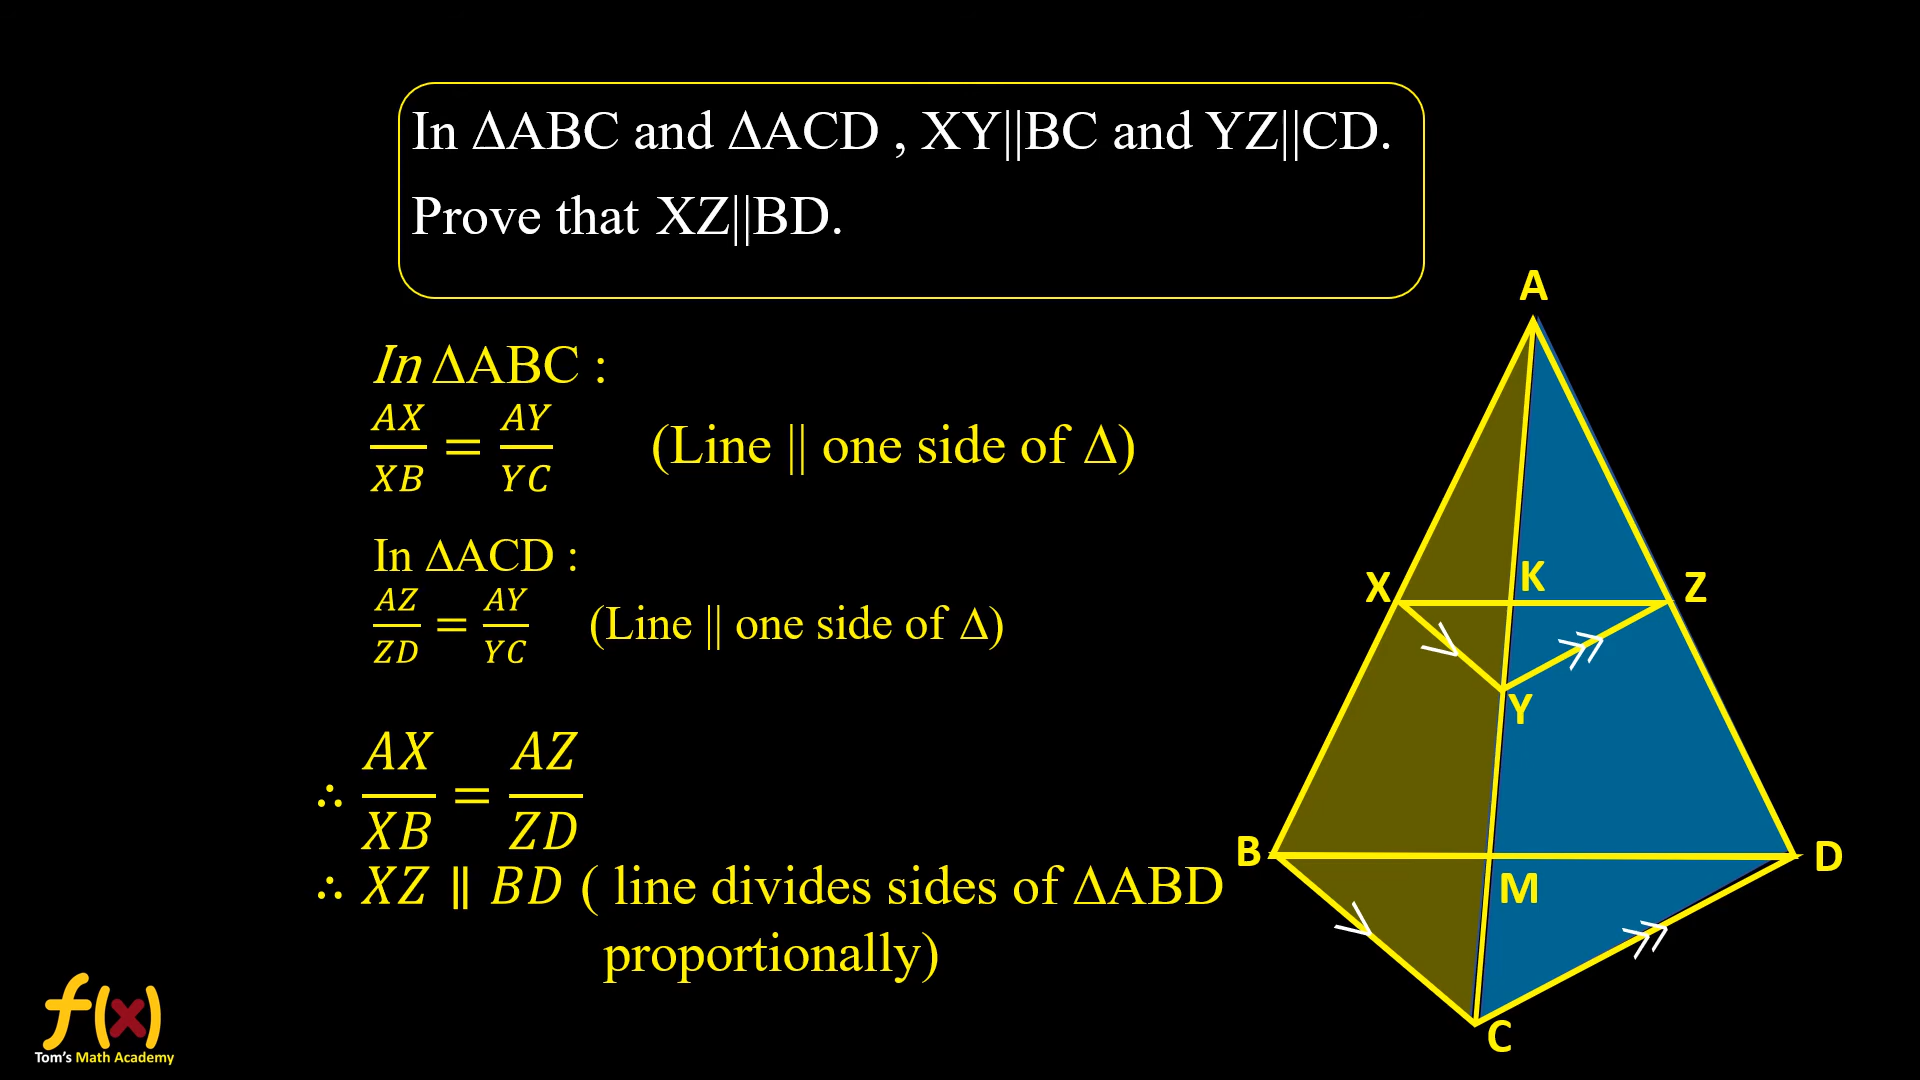 In ΔABC and ΔACD , XY||BC and YZ||CD.
Prove that XZ||BD.
In ΔABC :
AX/XB = AY/YC (Line || one side of Δ)
In ΔACD :
AZ/ZD = AY/YC (Line || one side of Δ)
∴ AX/XB = AZ/ZD
∴ XZ ∥ BD ( line divides sides of ΔABD
proportionally)
A
X
K
Z
Y
B
M
D
C
f(x)
Tom's Math Academy